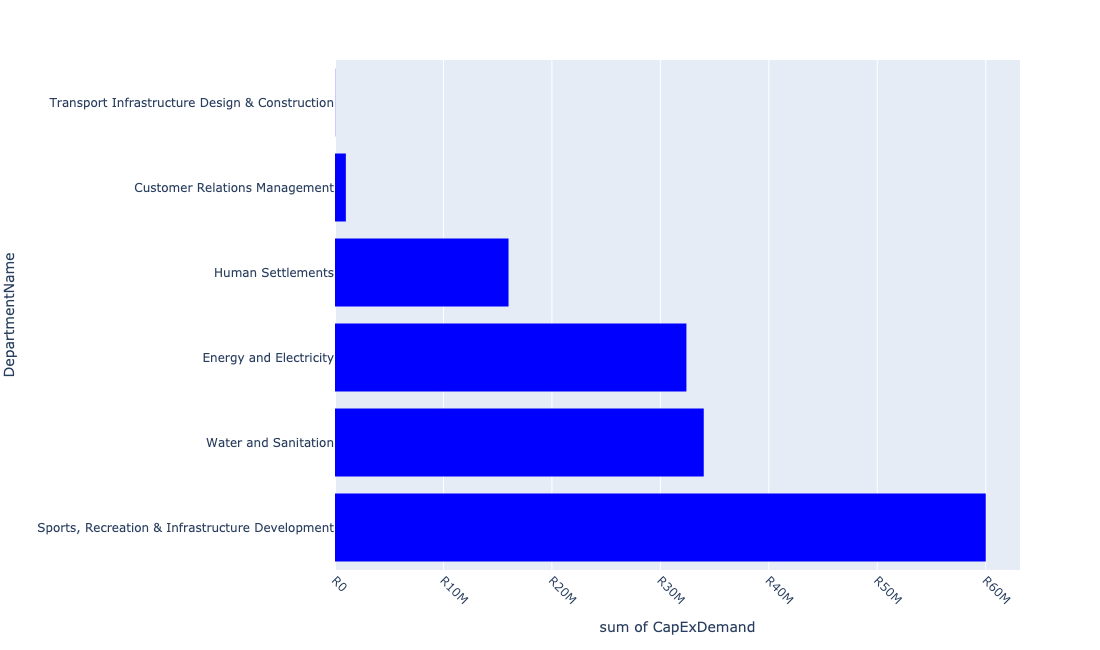 Transport Infrastructure Design & Construction
Customer Relations Management
Human Settlements
Energy and Electricity
Water and Sanitation
Sports, Recreation & Infrastructure Development
DepartmentName
R0
R10M
R20M
R30M
R40M
R50M
R60M
sum of CapExDemand